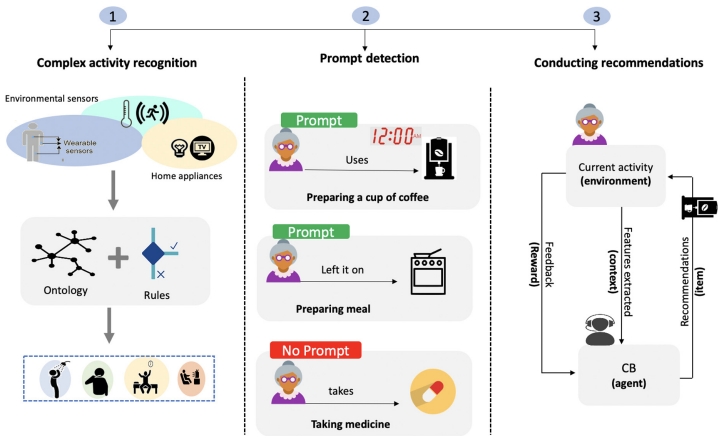 1
2
3
Complex activity recognition
Prompt detection
Conducting recommendations
Environmental sensors
Wearable
sensors
TV
Home appliances
Ontology
Rules
Prompt
12:00AM
Uses
Preparing a cup of coffee
Prompt
Left it on
Preparing meal
No Prompt
takes
Taking medicine
Current activity
(environment)
Feedback
(Reward)
Features extracted
(context)
Recommendations
(item)
CB
(agent)